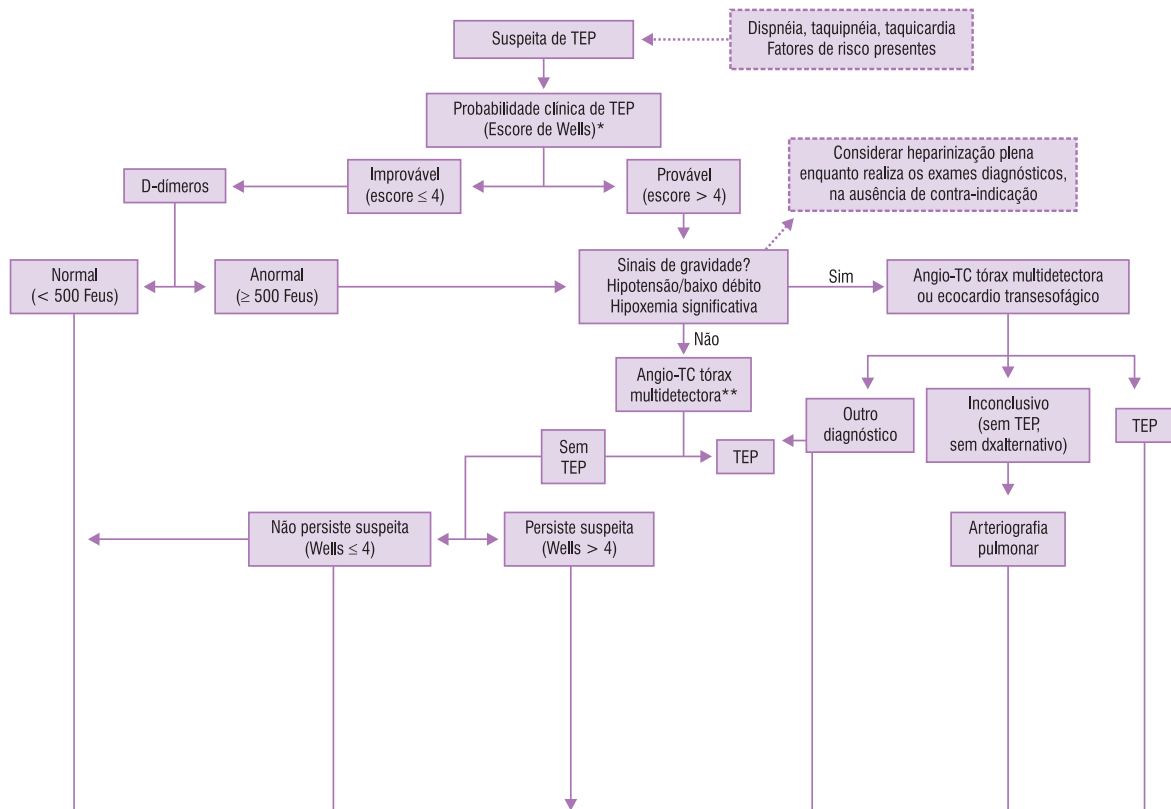 Suspeita de TEP
Dispnéia, taquipnéia, taquicardia
Fatores de risco presentes
Probabilidade clínica de TEP
(Escore de Wells)*
Considerar heparinização plena
enquanto realiza os exames diagnósticos,
na ausência de contra-indicação
D-dímeros
Improvável
(escore ≤ 4)
Provável
(escore > 4)
Normal
(< 500 Feus)
Anormal
(≥ 500 Feus)
Sinais de gravidade?
Hipotensão/baixo débito
Hipoxemia significativa
Sim
Angio-TC tórax multidetectora
ou ecocardio transesofágico
Não
Angio-TC tórax
multidetectora**
Outro
diagnóstico
Inconclusivo
(sem TEP,
sem dxalternativo)
TEP
Sem
TEP
TEP
Não persiste suspeita
(Wells ≤ 4)
Persiste suspeita
(Wells > 4)
Arteriografia
pulmonar